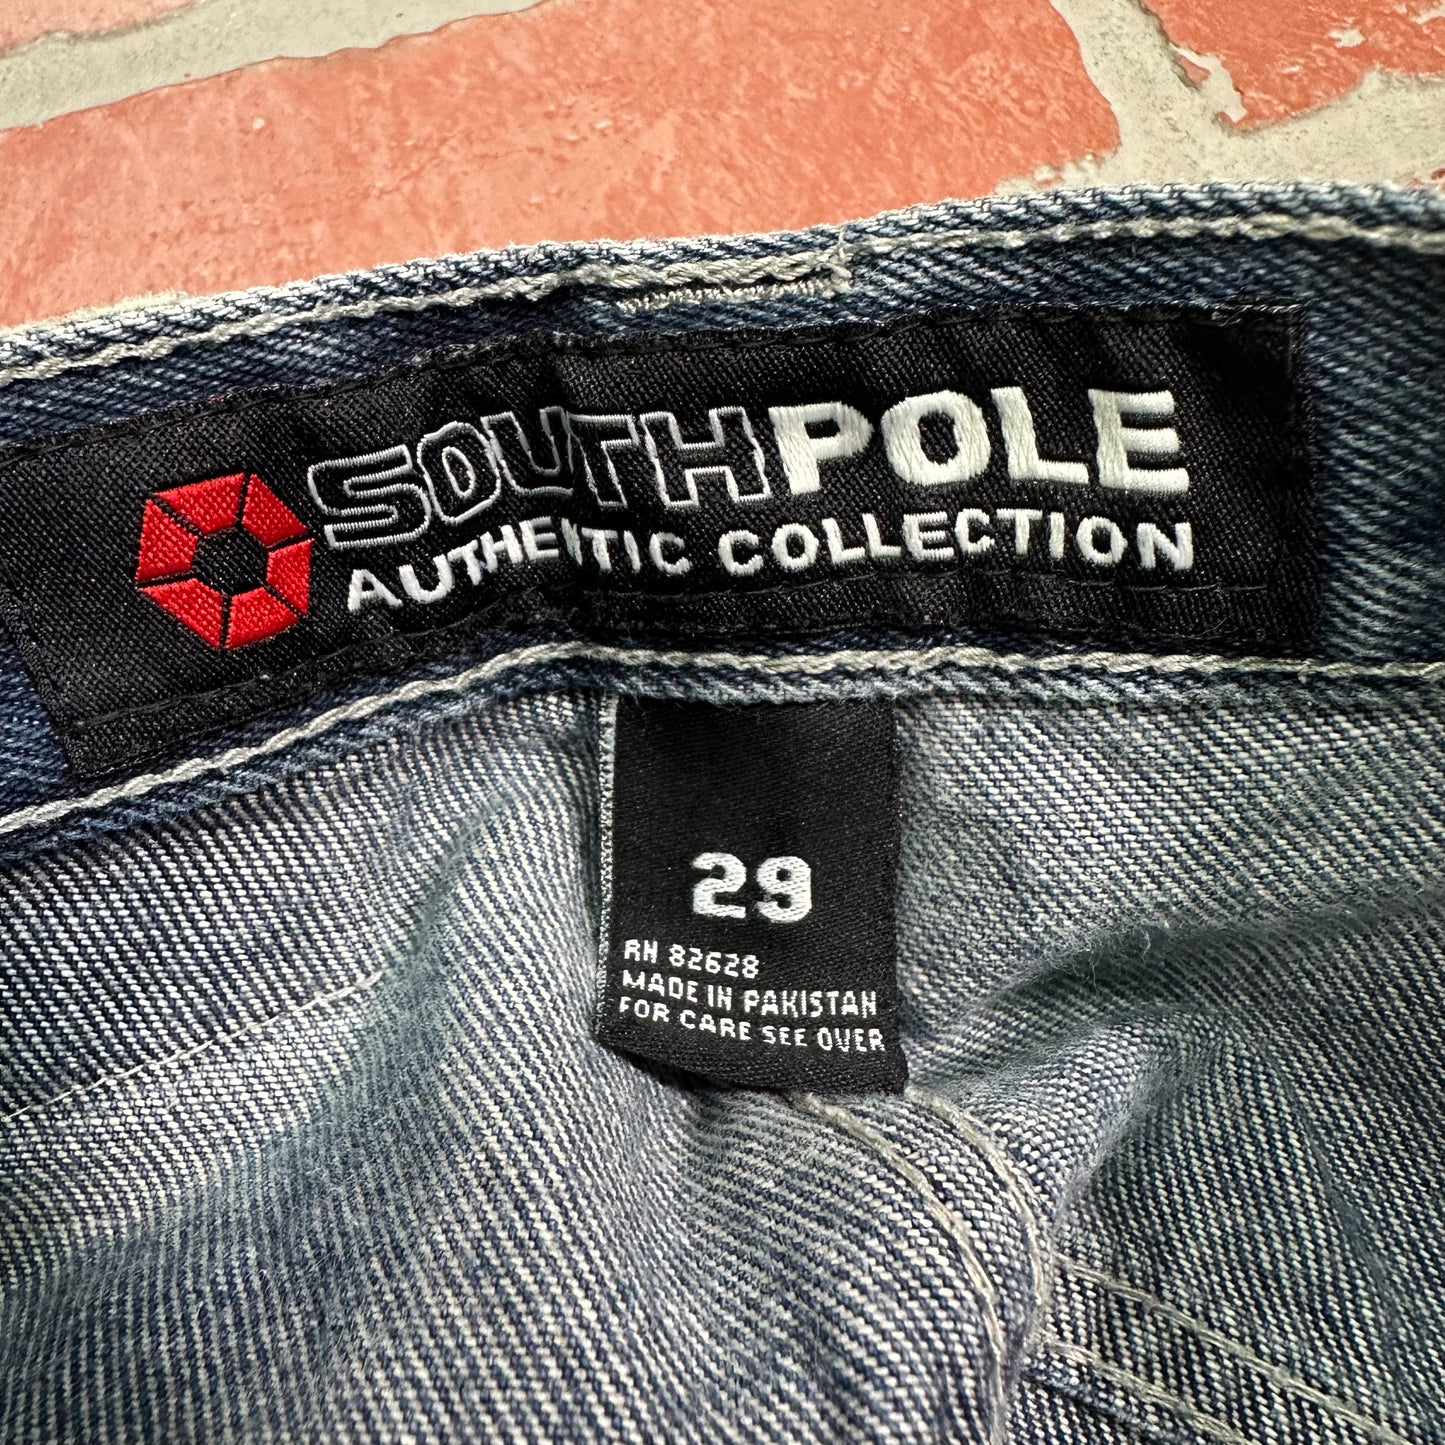 SOUTHPOLE
AUTHENTIC COLLECTION
29
RN 82628
MADE IN PAKISTAN
FOR CARE SEE OVER